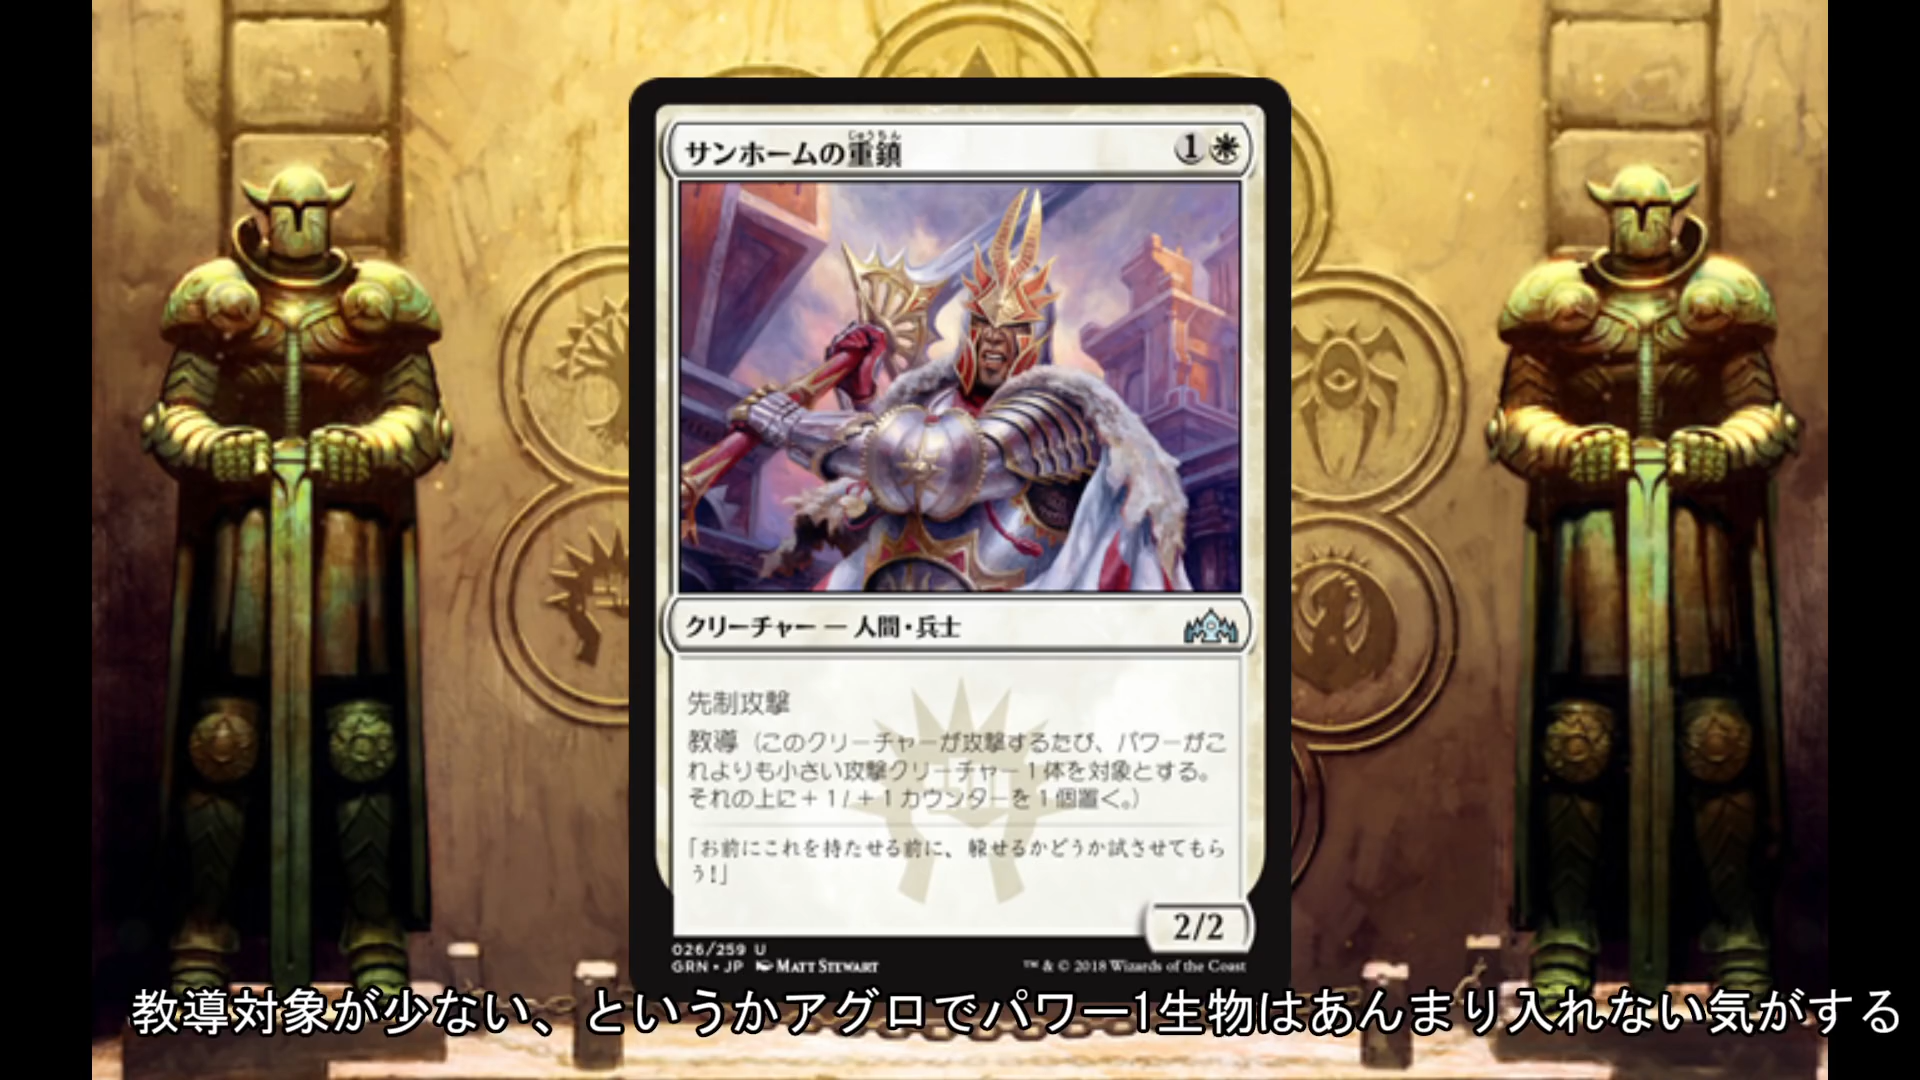 じゅうちん
サンホームの重鎮
1
クリーチャー — 人間・兵士
先制攻撃
教導（このクリーチャーが攻撃するたび、パワーがこ
れよりも小さい攻撃クリーチャー１体を対象とする。
それの上に＋１/＋１カウンターを１個置く。）
「お前にこれを持たせる前に、躱せるかどうか試させてもら
う！」
2/2
026/259 U
GRN • JP MATT STEWART
™ & © 2018 Wizards of the Coast
教導対象が少ない、というかアグロでパワー1生物はあんまり入れない気がする